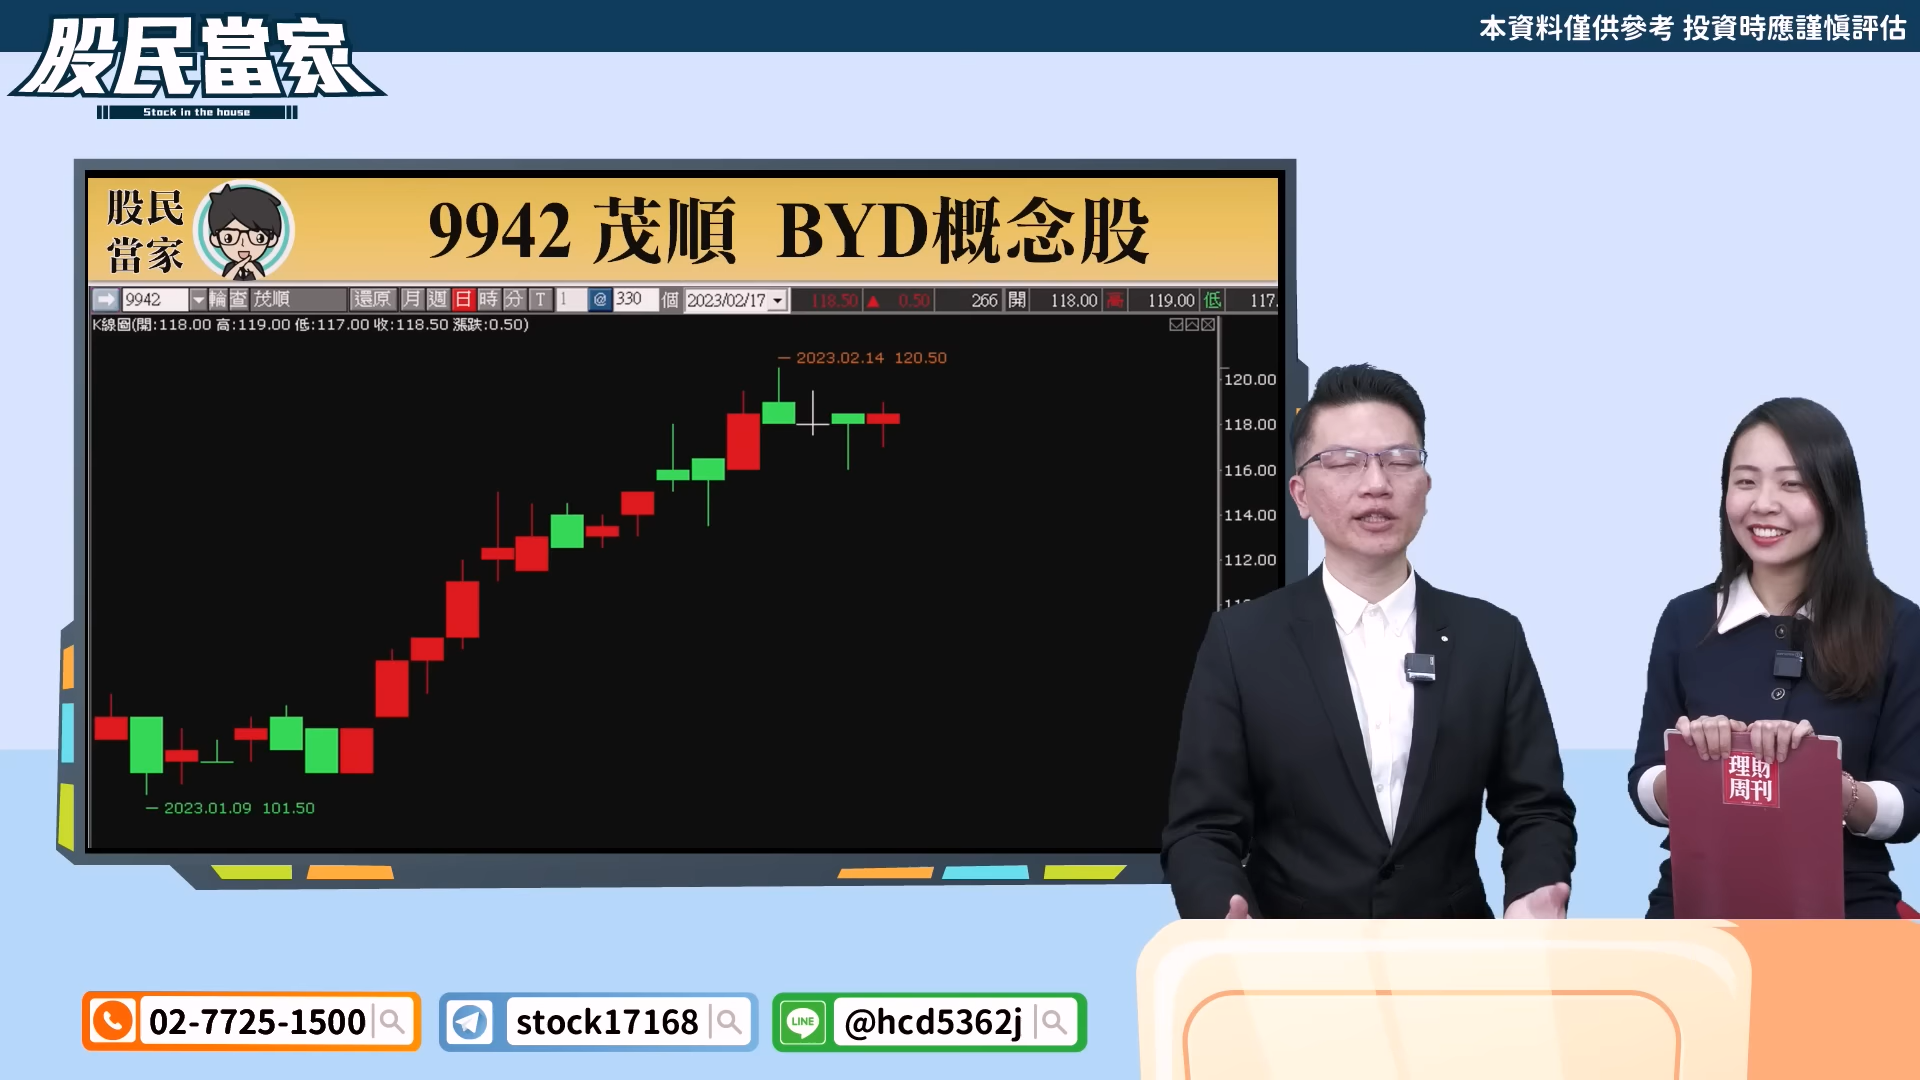 股民當家
Stock in the house
本資料僅供參考 投資時應謹慎評估
股民
當家
9942 茂順 BYD概念股
9942 輪 查 茂順 還原 月 週 日 時 分 T 1 @ 330 個 2023/02/17 118.50 ▲ 0.50 266 開 118.00 高 119.00 低 117.
K線圖(開:118.00 高:119.00 低:117.00 收:118.50 漲跌:0.50)
2023.02.14 120.50
120.00
118.00
116.00
114.00
112.00
2023.01.09 101.50
理財
周刊
02-7725-1500
stock17168
LINE
@hcd5362j